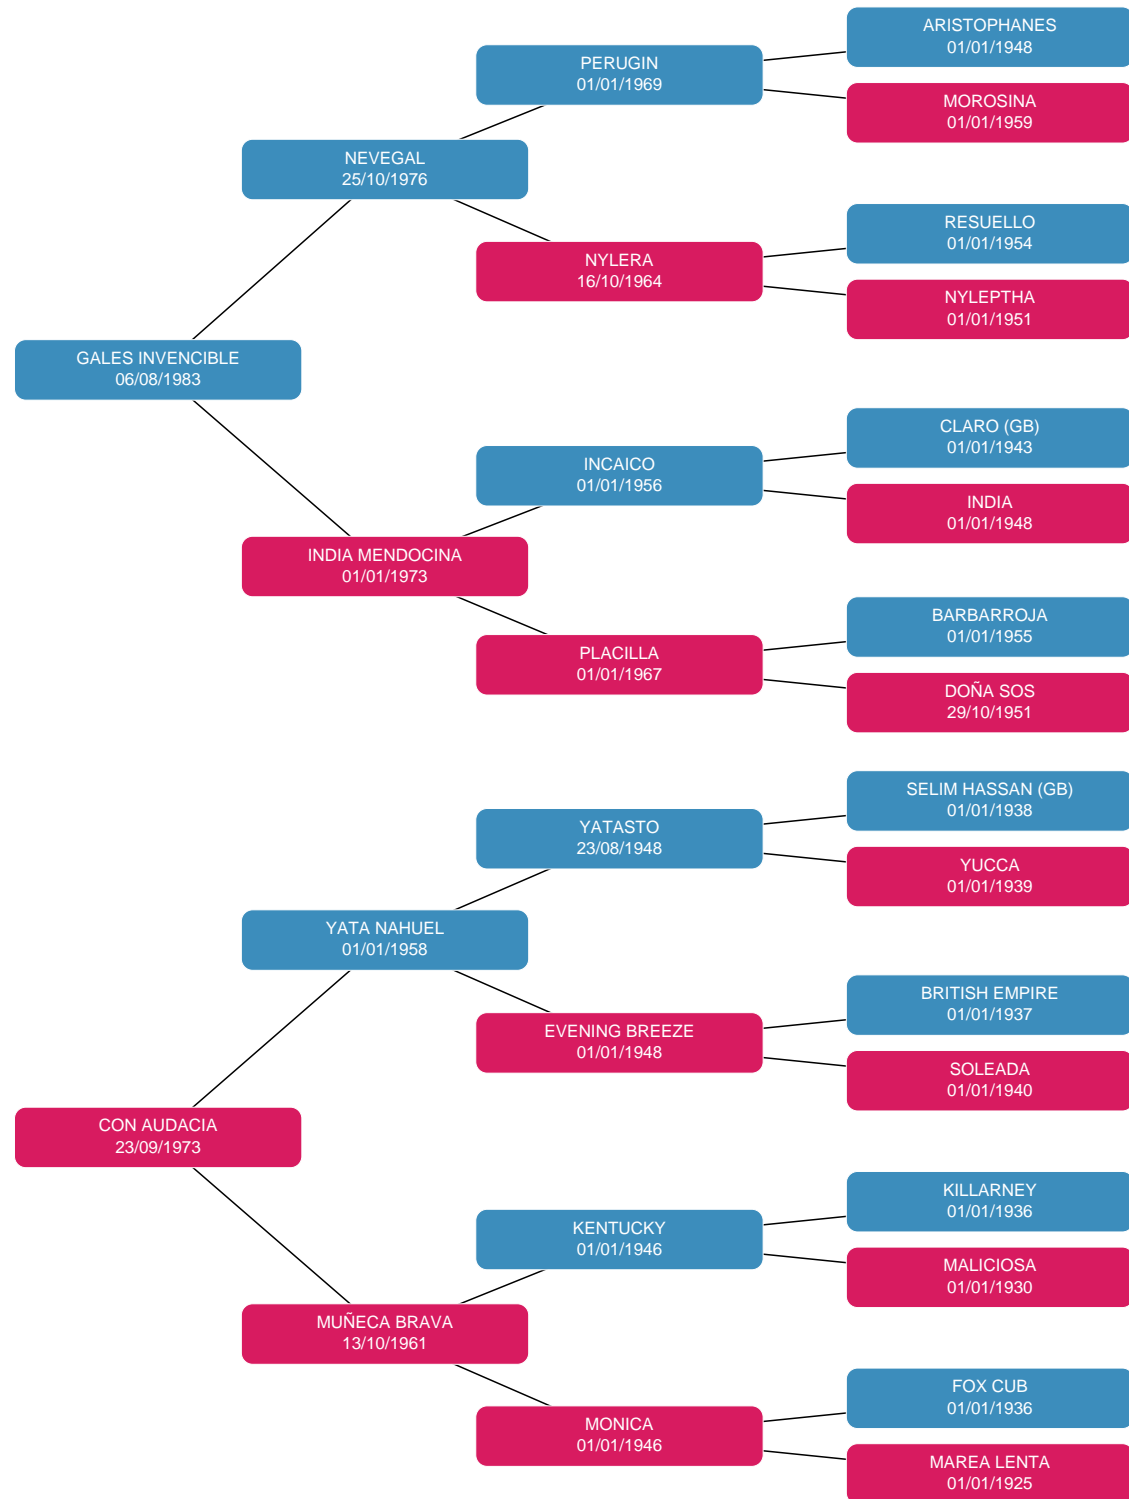 ARISTOPHANES
01/01/1948
PERUGIN
01/01/1969
MOROSINA
01/01/1959
NEVEGAL
25/10/1976
RESUELLO
01/01/1954
NYLERA
16/10/1964
NYLEPTHA
01/01/1951
GALES INVENCIBLE
06/08/1983
CLARO (GB)
01/01/1943
INCAICO
01/01/1956
INDIA
01/01/1948
INDIA MENDOCINA
01/01/1973
BARBARROJA
01/01/1955
PLACILLA
01/01/1967
DOÑA SOS
29/10/1951
SELIM HASSAN (GB)
01/01/1938
YATASTO
23/08/1948
YUCCA
01/01/1939
YATA NAHUEL
01/01/1958
BRITISH EMPIRE
01/01/1937
EVENING BREEZE
01/01/1948
SOLEADA
01/01/1940
CON AUDACIA
23/09/1973
KILLARNEY
01/01/1936
KENTUCKY
01/01/1946
MALICIOSA
01/01/1930
MUÑECA BRAVA
13/10/1961
FOX CUB
01/01/1936
MONICA
01/01/1946
MAREA LENTA
01/01/1925